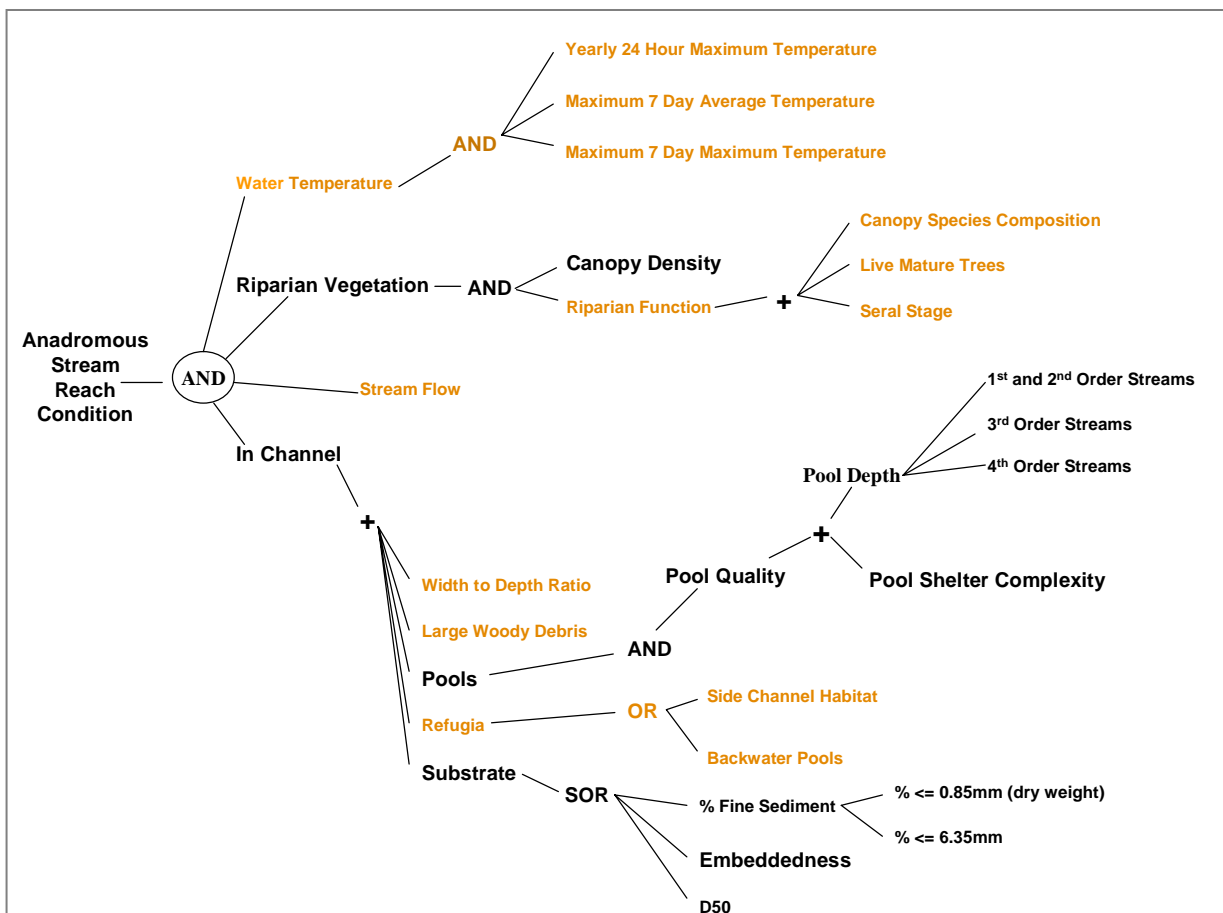 Yearly 24 Hour Maximum Temperature
Maximum 7 Day Average Temperature
AND
Maximum 7 Day Maximum Temperature
Water Temperature
Canopy Species Composition
Canopy Density
Live Mature Trees
Riparian Vegetation
AND
Riparian Function
+
Seral Stage
Anadromous
Stream
Reach
Condition
AND
Stream Flow
1st and 2nd Order Streams
3rd Order Streams
4th Order Streams
In Channel
Pool Depth
+
+
Pool Quality
Pool Shelter Complexity
Width to Depth Ratio
Large Woody Debris
AND
Pools
Side Channel Habitat
OR
Refugia
Backwater Pools
Substrate
SOR
% Fine Sediment
% <= 0.85mm (dry weight)
% <= 6.35mm
Embeddedness
D50